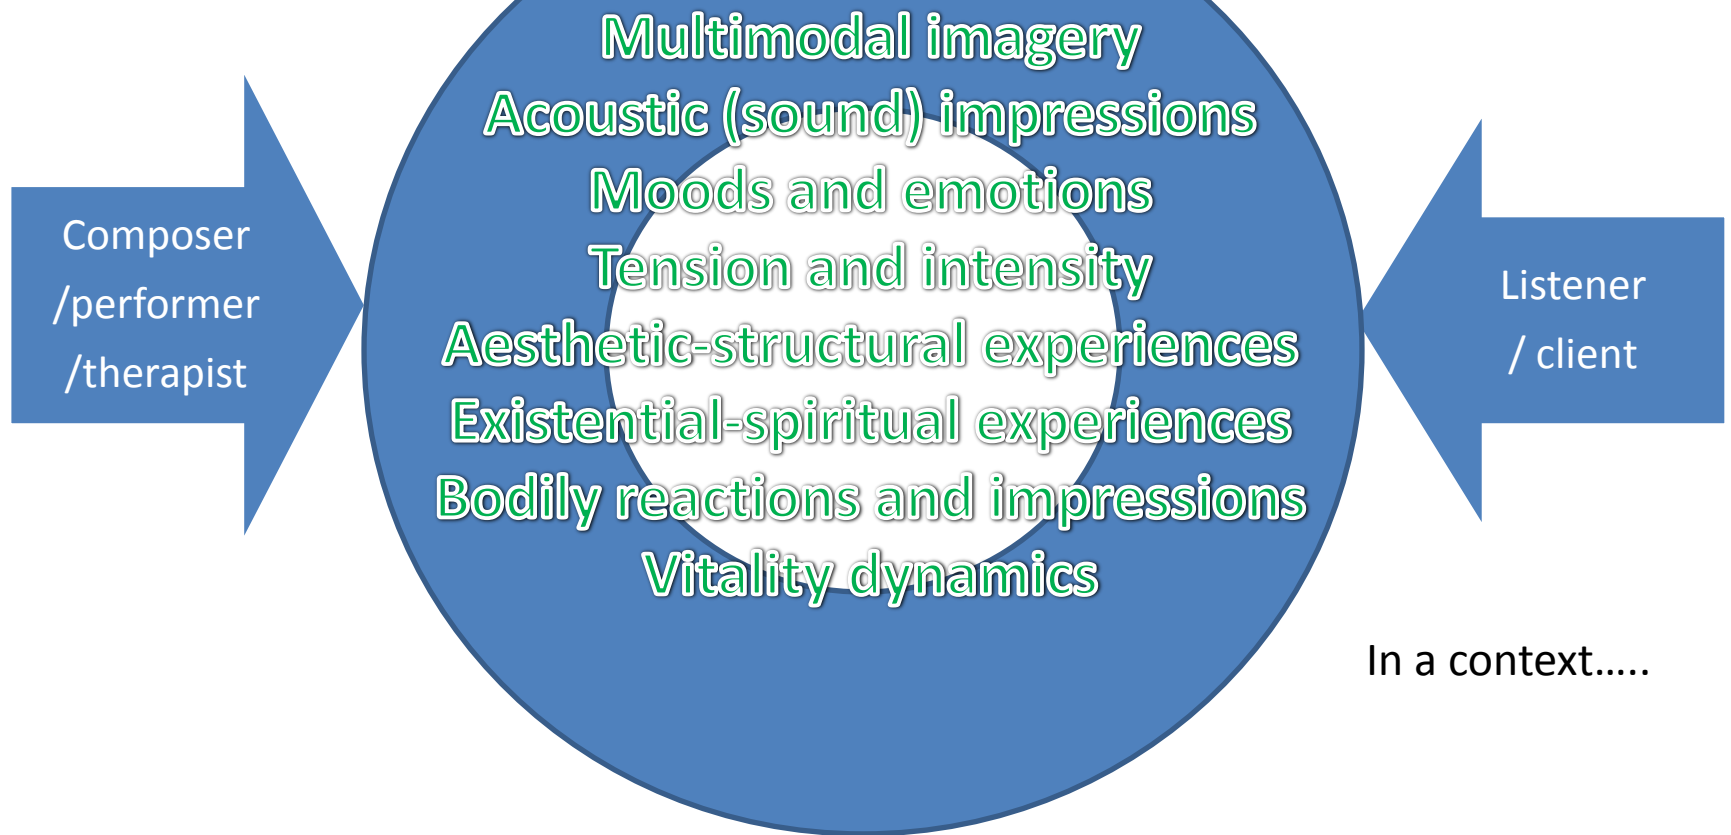 Multimodal imagery
Acoustic (sound) impressions
Moods and emotions
Tension and intensity
Aesthetic-structural experiences
Existential-spiritual experiences
Bodily reactions and impressions
Vitality dynamics
Composer
/performer
/therapist
Listener
/ client
In a context.....